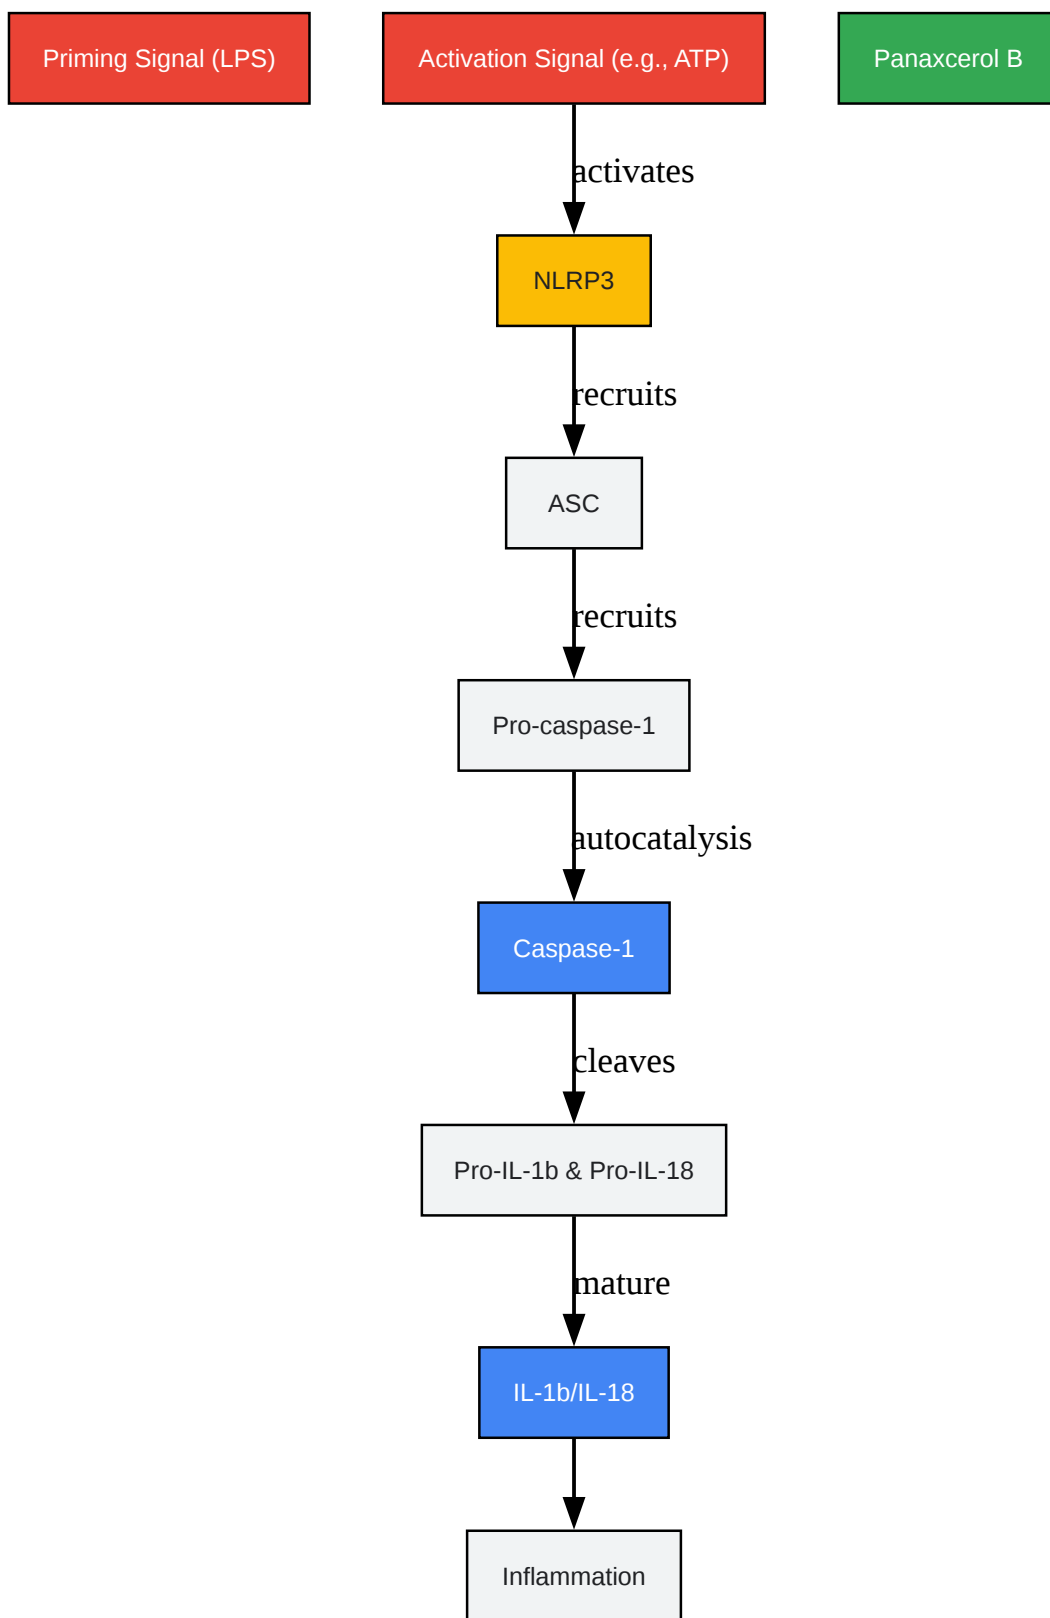 Priming Signal (LPS)
Activation Signal (e.g., ATP)
Panaxcerol B
activates
NLRP3
recruits
ASC
recruits
Pro-caspase-1
autocatalysis
Caspase-1
cleaves
Pro-IL-1b & Pro-IL-18
mature
IL-1b/IL-18
Inflammation